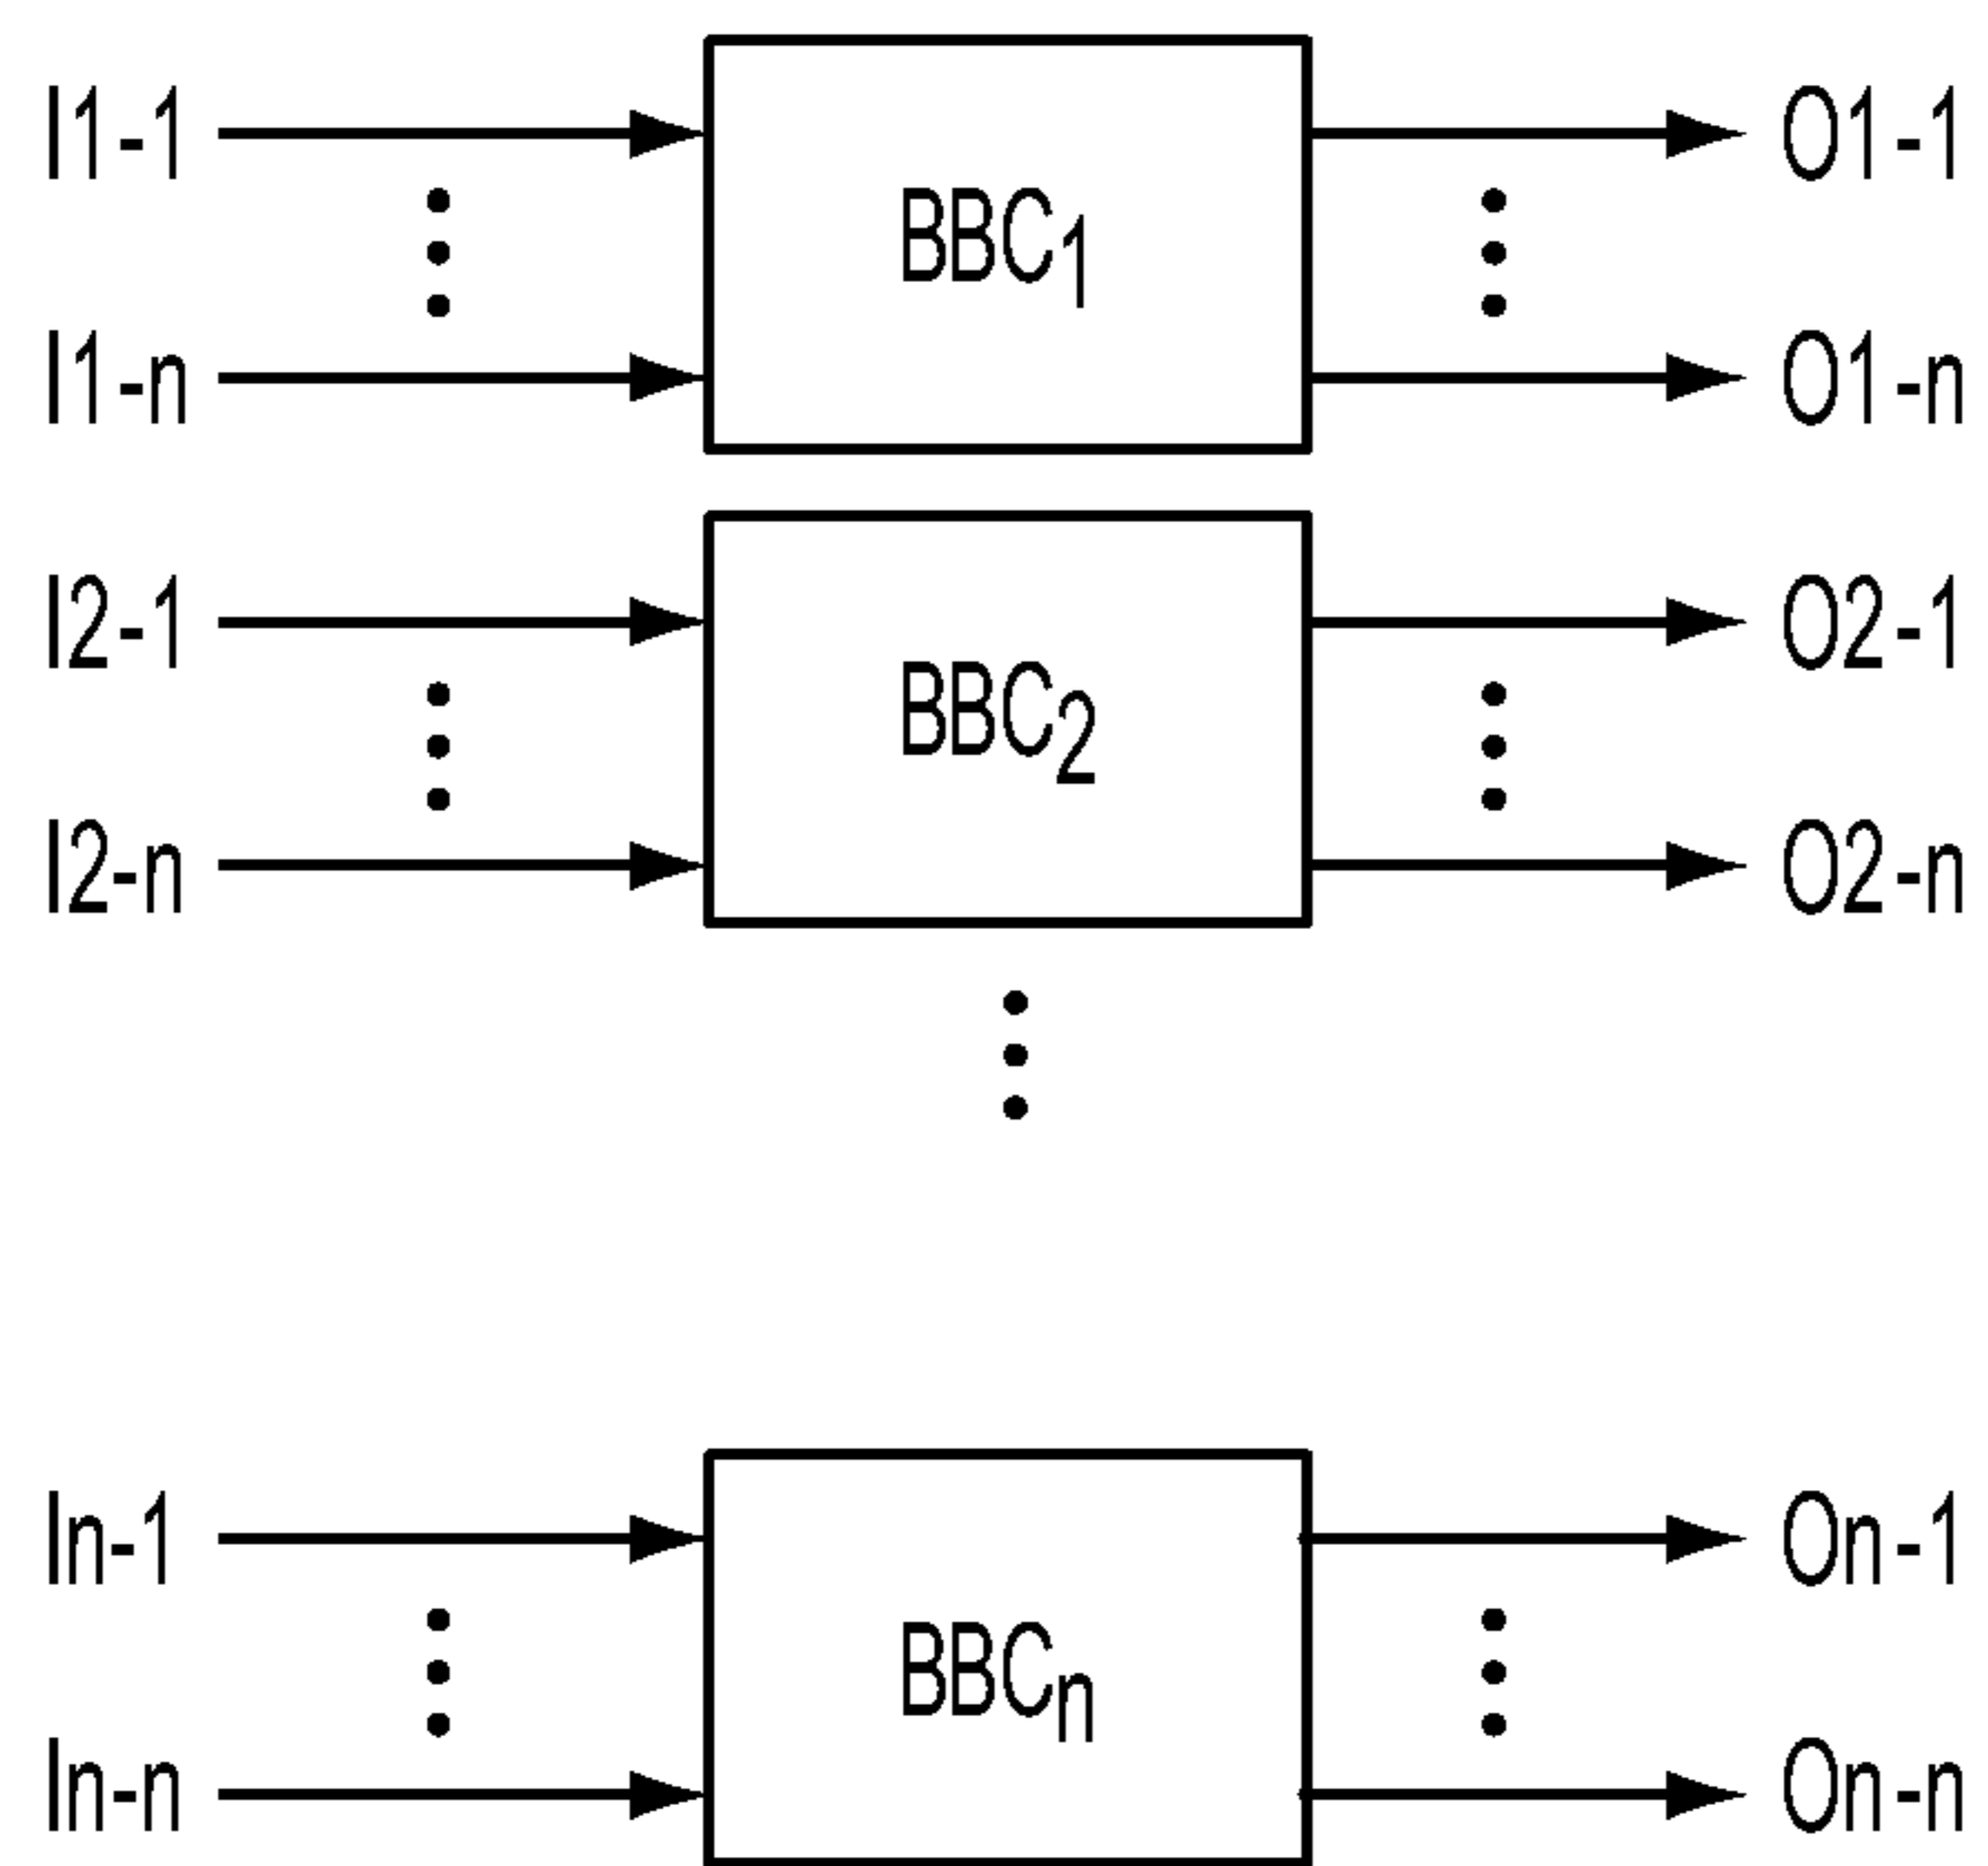 I1-1
BBC1
O1-1
I1-n
O1-n
I2-1
BBC2
O2-1
I2-n
O2-n
In-1
BBCn
On-1
In-n
On-n